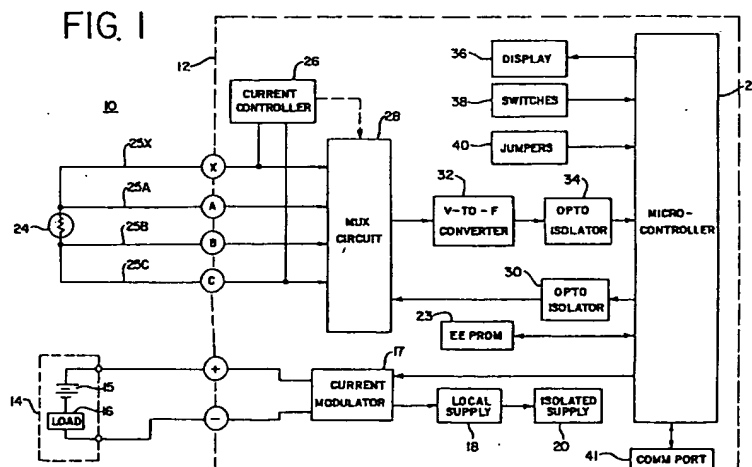 FIG. 1
12
26
CURRENT CONTROLLER
28
10
25X
X
25A
A
24
25B
B
25C
C
MUX CIRCUIT
36
DISPLAY
38
SWITCHES
40
JUMPERS
32
V-TO-F CONVERTER
34
OPTO ISOLATOR
MICRO-CONTROLLER
2
30
OPTO ISOLATOR
23
EEPROM
17
CURRENT MODULATOR
+
−
14
15
LOAD
16
LOCAL SUPPLY
18
ISOLATED SUPPLY
20
41
COMM PORT